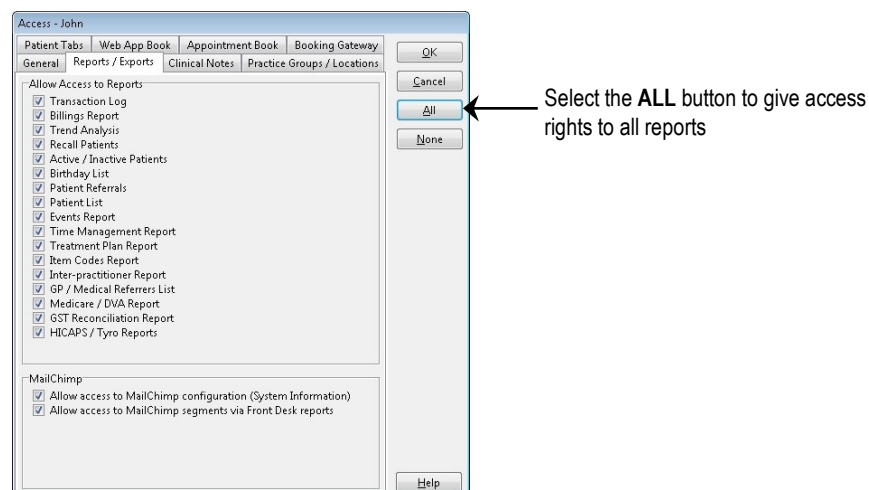 Access - John
Patient Tabs Web App Book Appointment Book Booking Gateway
General Reports / Exports Clinical Notes Practice Groups / Locations
OK
Cancel
All
None
Allow Access to Reports
Transaction Log
Billings Report
Trend Analysis
Recall Patients
Active / Inactive Patients
Birthday List
Patient Referrals
Patient List
Events Report
Time Management Report
Treatment Plan Report
Item Codes Report
Inter-practitioner Report
GP / Medical Referrers List
Medicare / DVA Report
GST Reconciliation Report
HICAPS / Tyro Reports
MailChimp
Allow access to MailChimp configuration (System Information)
Allow access to MailChimp segments via Front Desk reports
Help
Select the ALL button to give access
rights to all reports